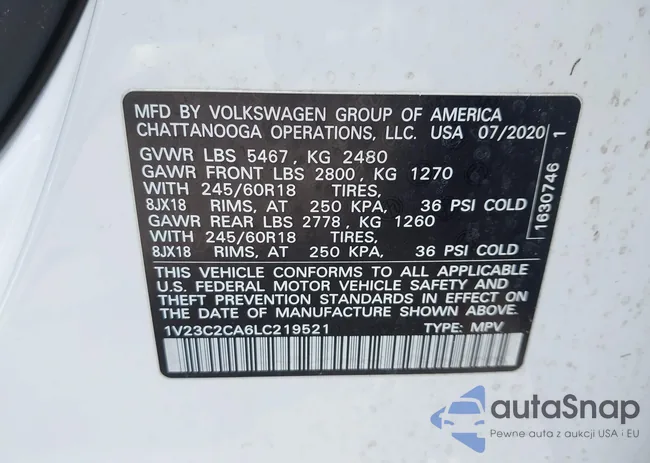 MFD BY VOLKSWAGEN GROUP OF AMERICA
CHATTANOOGA OPERATIONS, LLC. USA 07/2020
GVWR LBS 5467, KG 2480
GAWR FRONT LBS 2800, KG 1270
WITH 245/60R18 TIRES,
8JX18 RIMS, AT 250 KPA, 36 PSI COLD
GAWR REAR LBS 2778, KG 1260
WITH 245/60R18 TIRES,
8JX18 RIMS, AT 250 KPA, 36 PSI COLD
THIS VEHICLE CONFORMS TO ALL APPLICABLE
U.S. FEDERAL MOTOR VEHICLE SAFETY AND
THEFT PREVENTION STANDARDS IN EFFECT ON
THE DATE OF MANUFACTURE SHOWN ABOVE.
1V23C2CA6LC219521 TYPE: MPV
1630746 1
autoSnap
Pewne auta z aukcji USA i EU